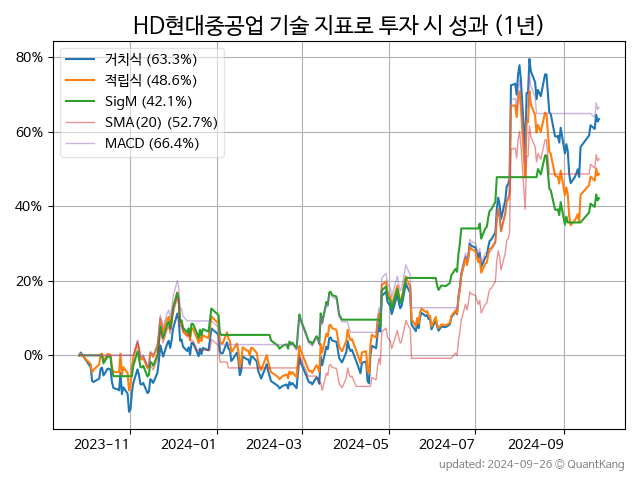 HD현대중공업 기술 지표로 투자 시 성과 (1년)
80%
60%
40%
20%
0%
거치식 (63.3%)
적립식 (48.6%)
SigM (42.1%)
SMA(20) (52.7%)
MACD (66.4%)
2023-11 2024-01 2024-03 2024-05 2024-07 2024-09
updated: 2024-09-26 © QuantKang